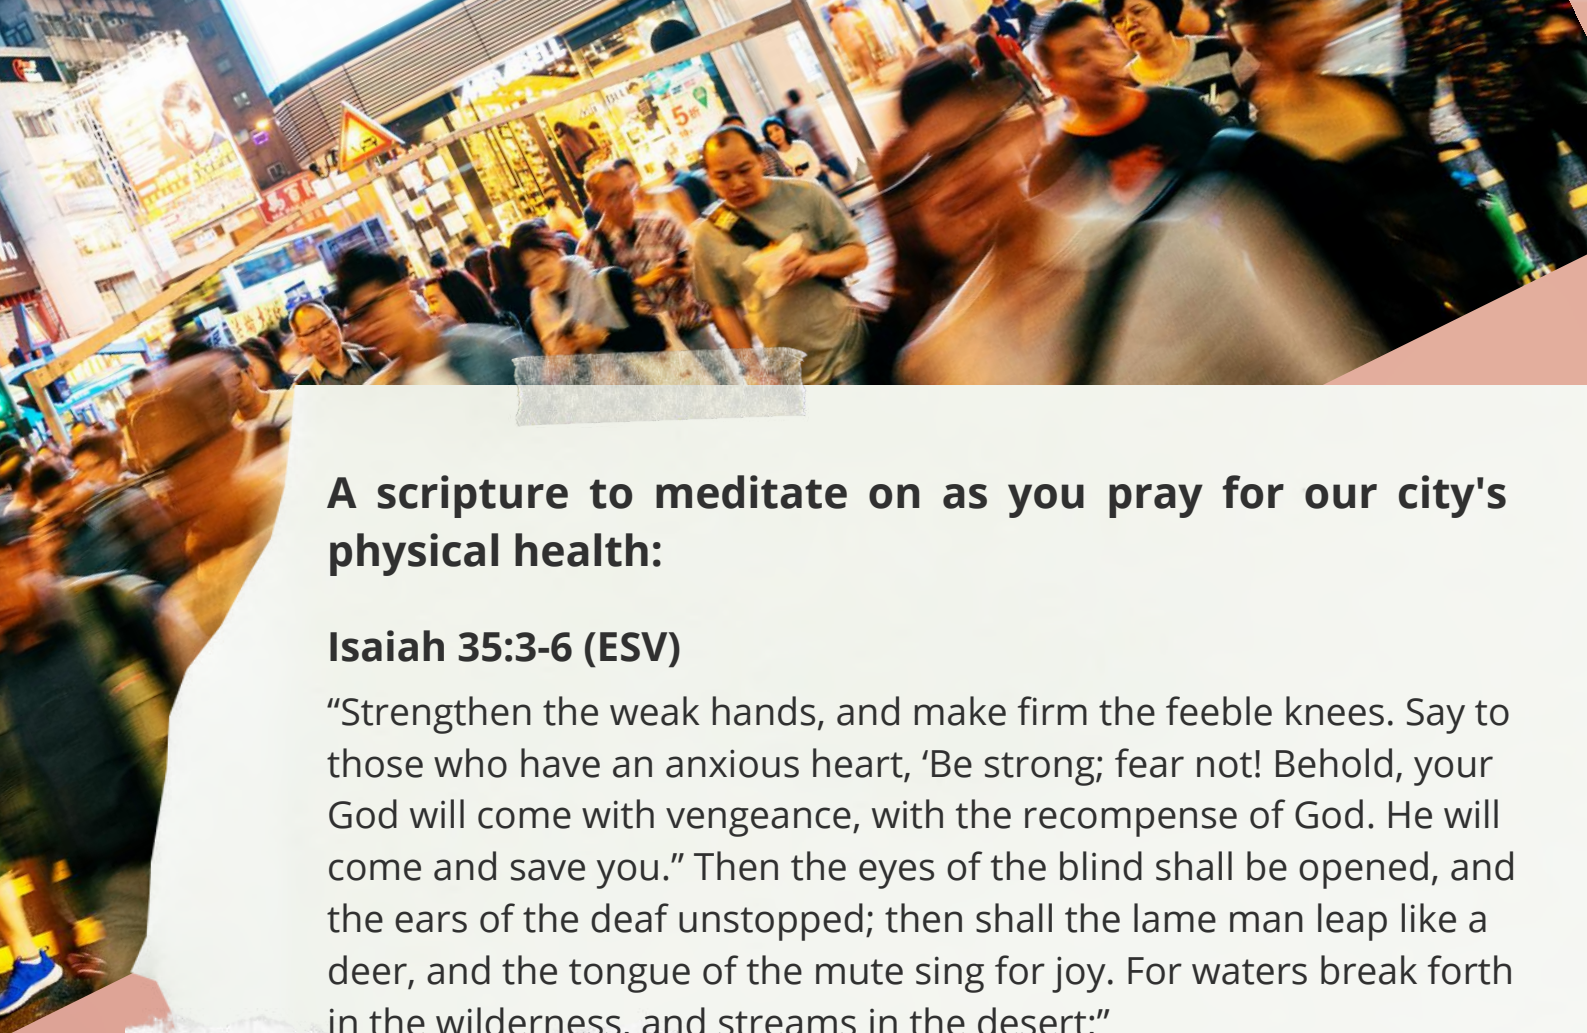 5
A scripture to meditate on as you pray for our city's
physical health:
Isaiah 35:3-6 (ESV)
“Strengthen the weak hands, and make firm the feeble knees. Say to
those who have an anxious heart, ‘Be strong; fear not! Behold, your
God will come with vengeance, with the recompense of God. He will
come and save you.” Then the eyes of the blind shall be opened, and
the ears of the deaf unstopped; then shall the lame man leap like a
deer, and the tongue of the mute sing for joy. For waters break forth
in the wilderness, and streams in the desert;”